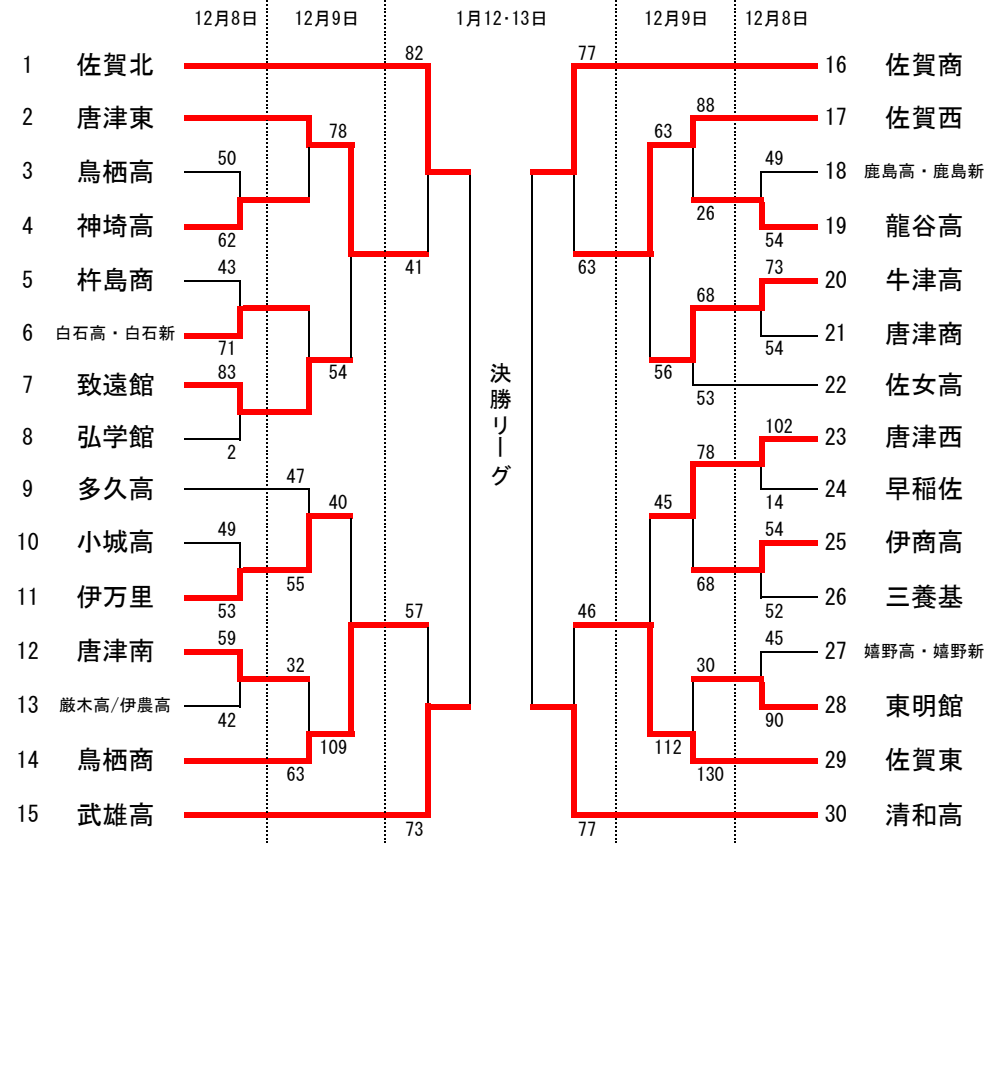 12月8日 12月9日 1月12・13日 12月9日 12月8日
82 77
1 佐賀北 16 佐賀商
88
2 唐津東 17 佐賀西
78 63
50 49
3 鳥栖高 18 鹿島高・鹿島新
26
4 神埼高 19 龍谷高
62 54
43 41 63 73
5 杵島商 20 牛津高
68
6 白石高・白石新 21 唐津商
71 54
83 54 56
決勝リーグ
7 致遠館 22 佐女高
53
8 弘学館 23 唐津西
102
2 78
47
9 多久高 24 早稲佐
40 45 14
49 54
10 小城高 25 伊商高
55 68
11 伊万里 26 三養基
53 57 46 52
59 45
12 唐津南 27 嬉野高・嬉野新
32 30
13 厳木高/伊農高 28 東明館
42 90
109 112
14 鳥栖商 29 佐賀東
63 130
15 武雄高 30 清和高
73 77